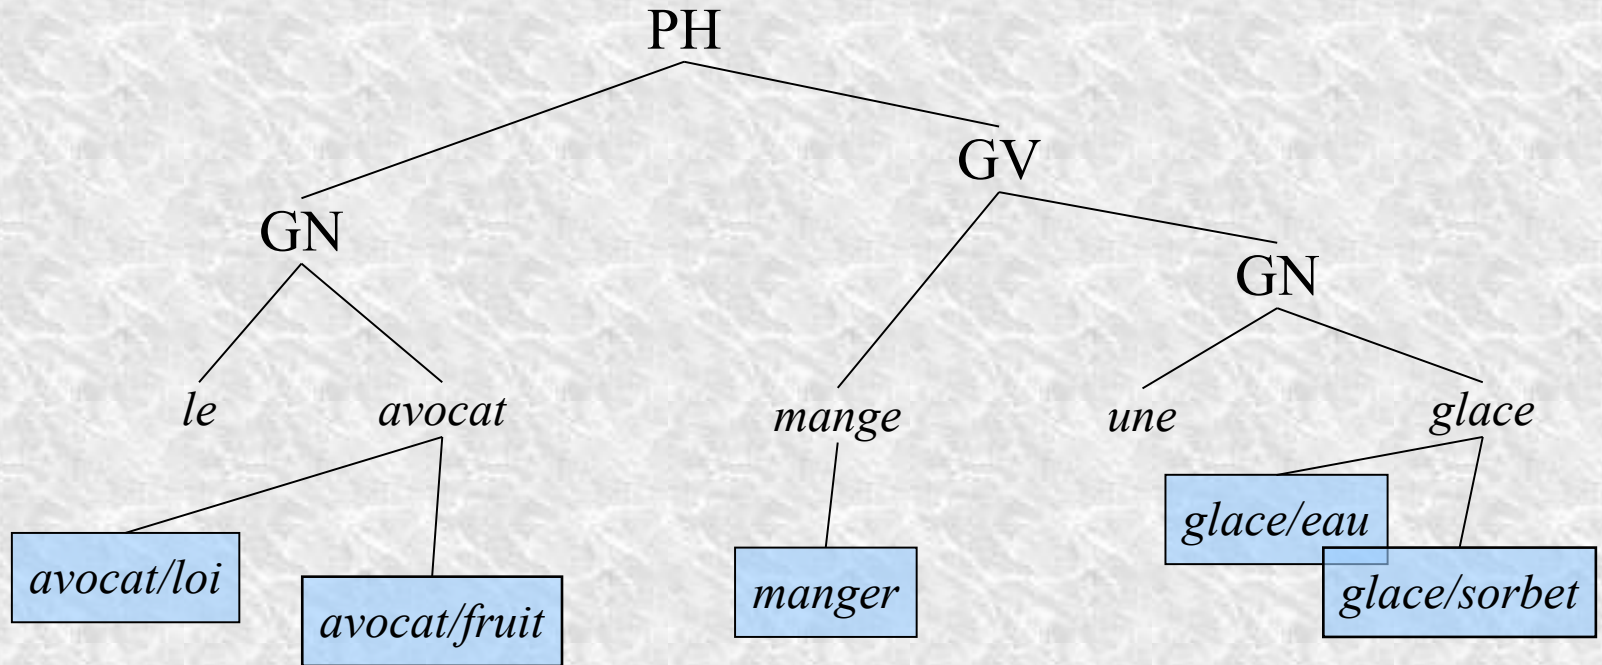 PH
GV
GN
GN
le
avocat
mange
une
glace
glace/eau
avocat/loi
avocat/fruit
manger
glace/sorbet